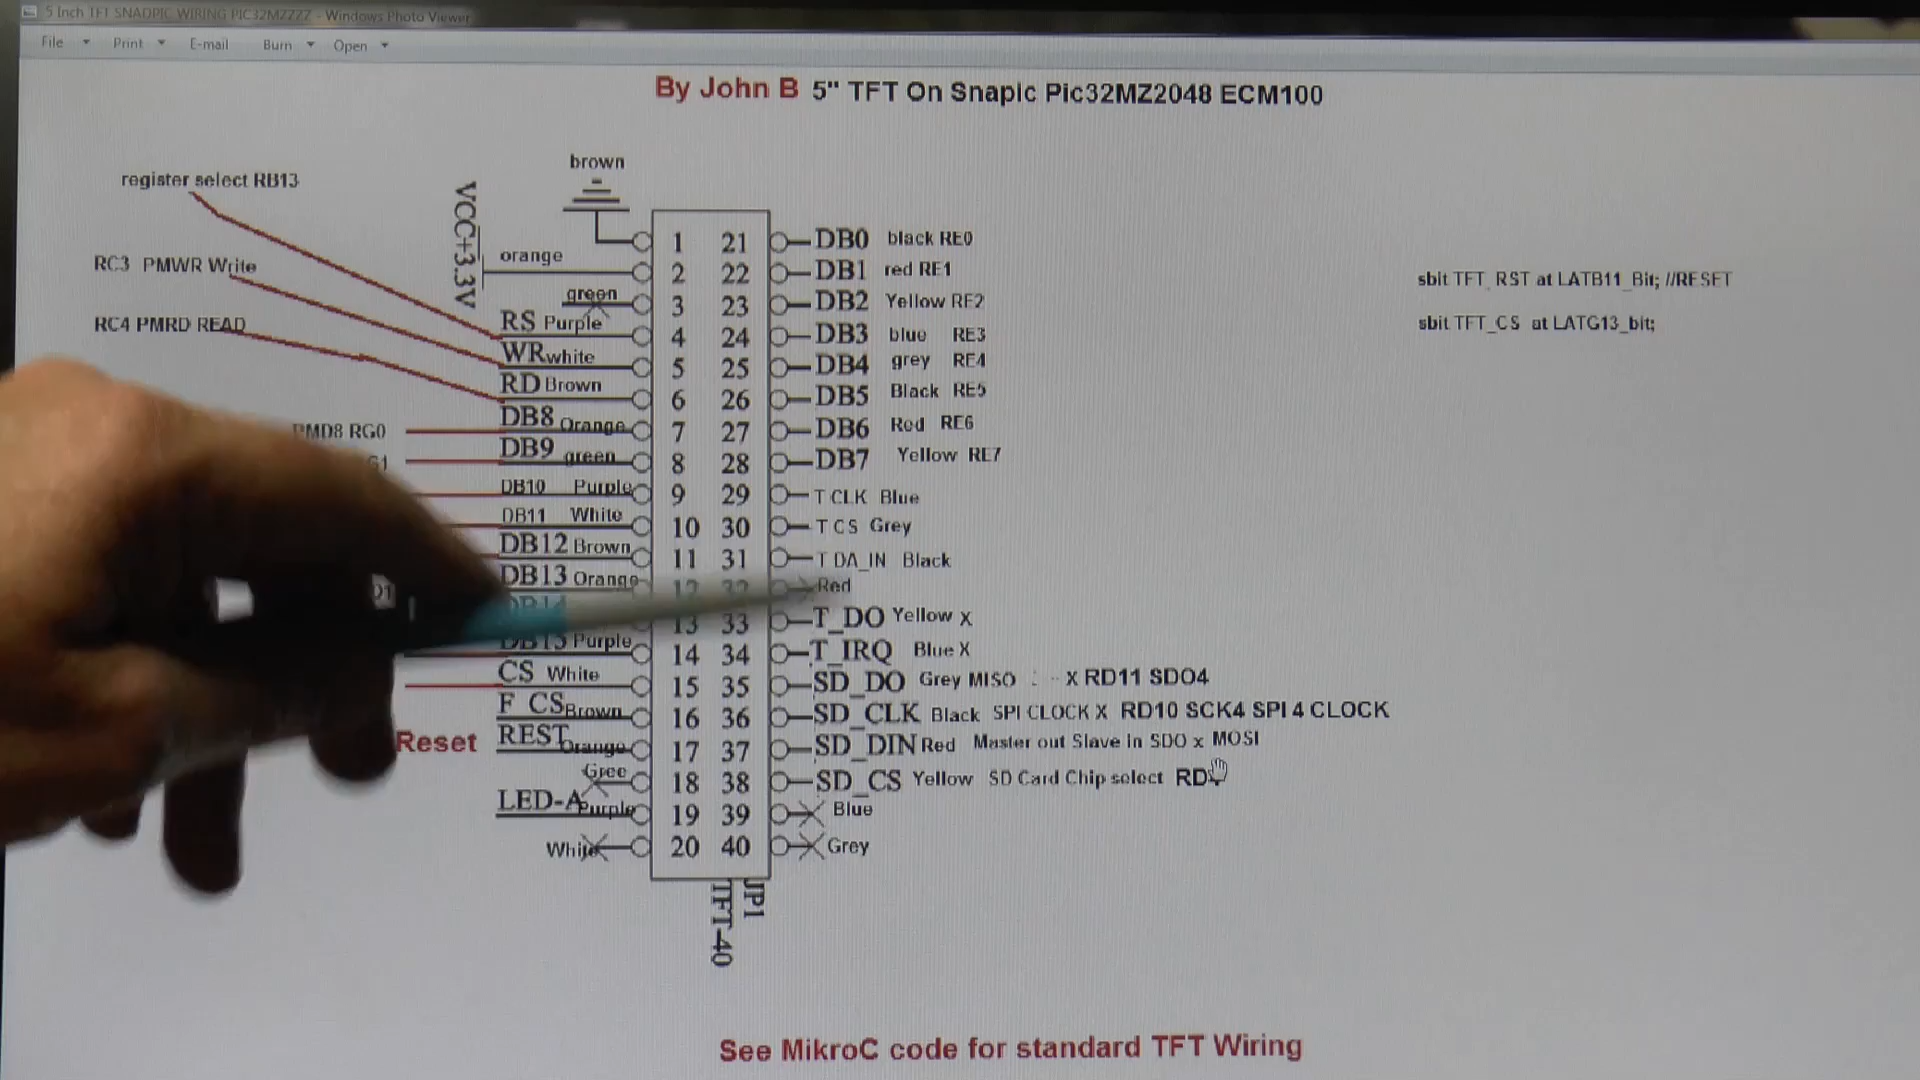 5 Inch TFT SNADPIC WIRING PIC32MZZZZ - Windows Photo Viewer
File Print E-mail Burn Open
By John B 5" TFT On Snapic Pic32MZ2048 ECM100
brown
register select RB13
VCC+3.3V
RC3 PMWR Write
RC4 PMRD READ
orange
green
RS Purple
WR white
RD Brown
PMD8 RG0 DB8 Orange
DB9 green
DB10 Purple
DB11 White
DB12 Brown
DB13 Orange
DB15 Purple
CS White
F_CS Brown
Reset REST Orange
Gree
LED-A Purple
White
1 21 DB0 black RE0
2 22 DB1 red RE1
3 23 DB2 Yellow RE2
4 24 DB3 blue RE3
5 25 DB4 grey RE4
6 26 DB5 Black RE5
7 27 DB6 Red RE6
8 28 DB7 Yellow RE7
9 29 T CLK Blue
10 30 T CS Grey
11 31 T DA_IN Black
12 32 Red
13 33 T_DO Yellow X
14 34 T_IRQ Blue X
15 35 SD_DO Grey MISO X RD11 SDO4
16 36 SD_CLK Black SPI CLOCK X RD10 SCK4 SPI 4 CLOCK
17 37 SD_DIN Red Master out Slave in SDO x MOSI
18 38 SD_CS Yellow SD Card Chip select
19 39 Blue
20 40 Grey
JP1
TFT-40
sbit TFT_RST at LATB11_Bit; //RESET
sbit TFT_CS at LATG13_bit;
See MikroC code for standard TFT Wiring